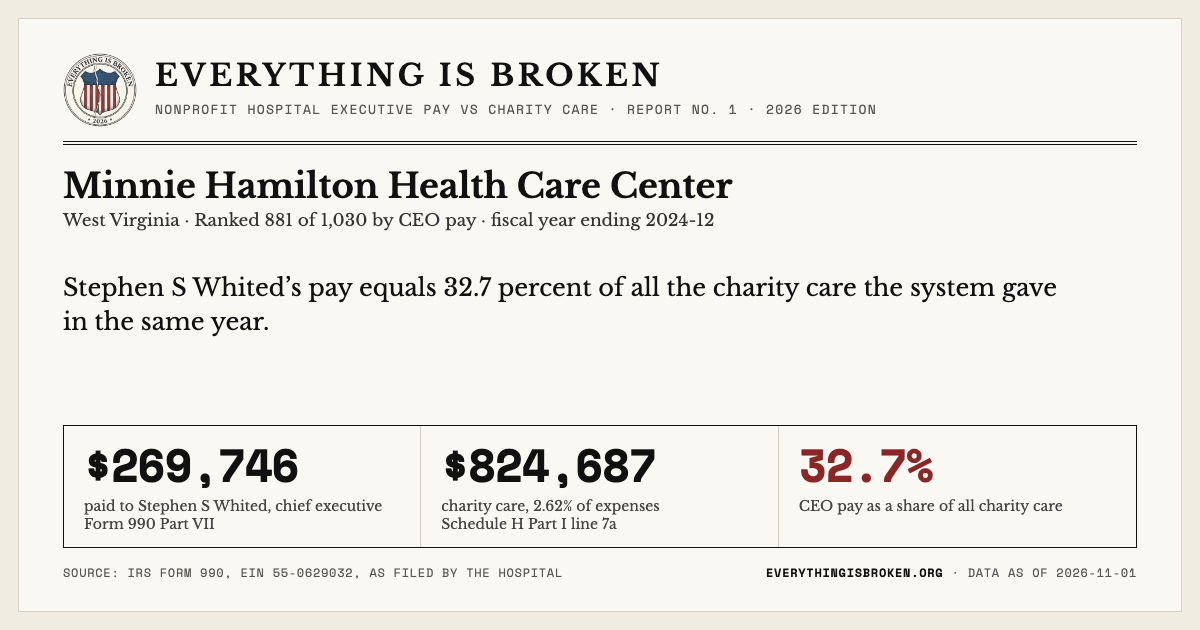 EVERYTHING IS BROKEN
2026
EVERYTHING IS BROKEN
NONPROFIT HOSPITAL EXECUTIVE PAY VS CHARITY CARE · REPORT NO. 1 · 2026 EDITION
Minnie Hamilton Health Care Center
West Virginia · Ranked 881 of 1,030 by CEO pay · fiscal year ending 2024-12
Stephen S Whited’s pay equals 32.7 percent of all the charity care the system gave
in the same year.
$269,746
paid to Stephen S Whited, chief executive
Form 990 Part VII
$824,687
charity care, 2.62% of expenses
Schedule H Part I line 7a
32.7%
CEO pay as a share of all charity care
SOURCE: IRS FORM 990, EIN 55-0629032, AS FILED BY THE HOSPITAL
EVERYTHINGISBROKEN.ORG · DATA AS OF 2026-11-01